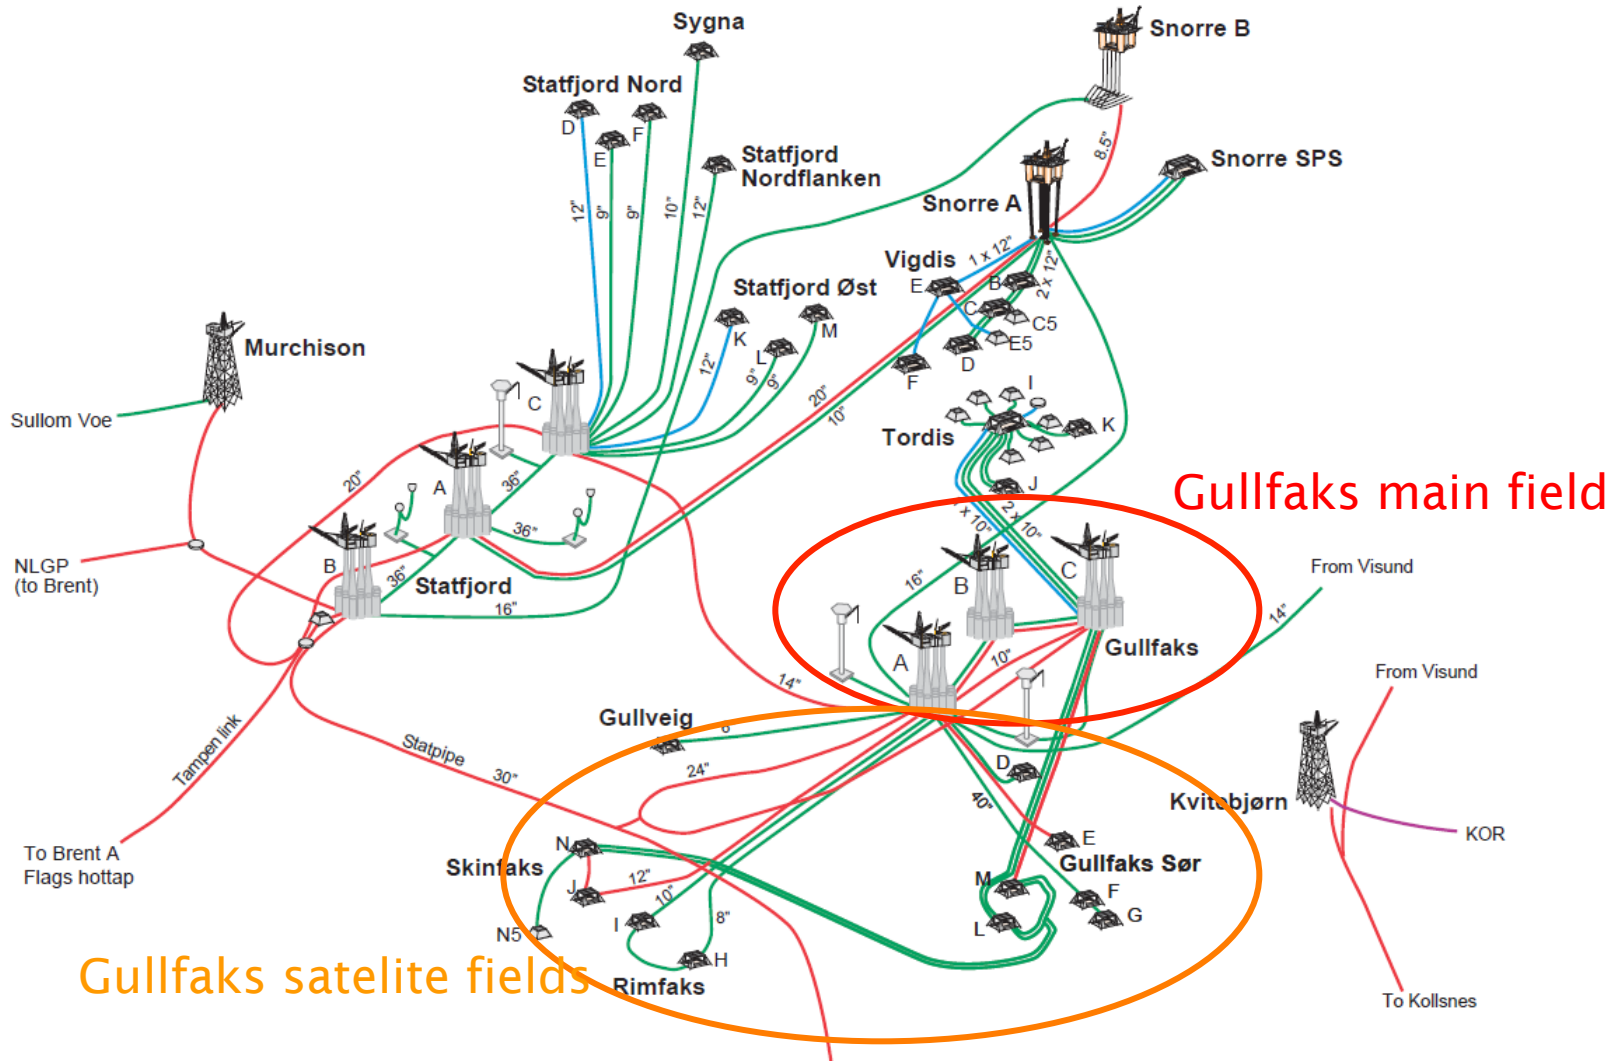 Sygna
Snorre B
Statfjord Nord
D
E
F
Statfjord
Nordflanken
8.5"
Snorre SPS
Snorre A
12"
9"
9"
10"
12"
1 x 12"
2 x 12"
Vigdis
E
B
C
C5
E5
D
F
Statfjord Øst
K
L
M
12"
9"
9"
Murchison
Sullom Voe
C
20"
10"
I
Tordis
K
J
A
36"
20"
36"
1 x 10"
2 x 10"
Gullfaks main field
NLGP
(to Brent)
B
36"
Statfjord
16"
16"
B
C
From Visund
14"
A
10"
Gullfaks
From Visund
14"
Gullveig
6"
Tampen link
Statpipe
30"
24"
D
40"
Kvitebjørn
KOR
To Brent A
Flags hottap
N
Skinfaks
J
12"
10"
E
Gullfaks Sør
M
F
G
L
I
8"
N5
H
Gullfaks satelite fields
Rimfaks
To Kollsnes